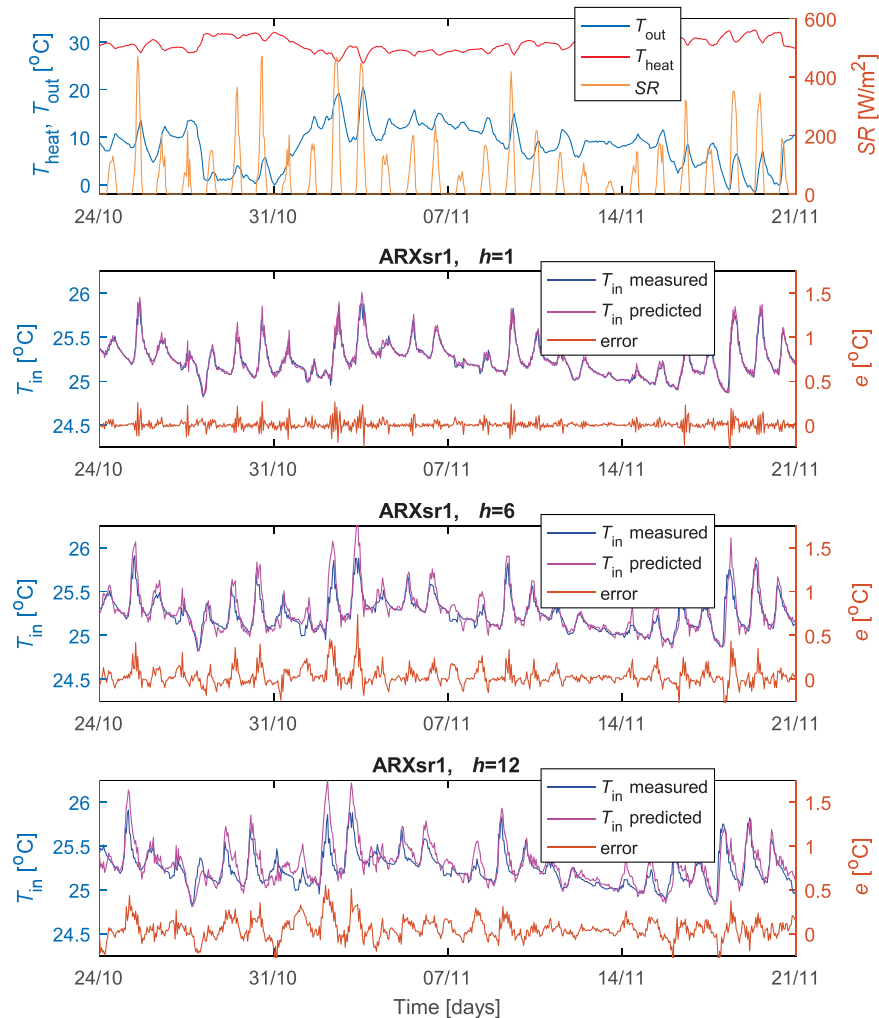 T_heat, T_out [°C]
30
20
10
0
T_out
T_heat
SR
600
400
200
0
SR [W/m²]
24/10 31/10 07/11 14/11 21/11
ARXsr1, h=1
T_in [°C]
26
25.5
25
24.5
T_in measured
T_in predicted
error
1.5
1
0.5
0
e [°C]
24/10 31/10 07/11 14/11 21/11
ARXsr1, h=6
T_in [°C]
26
25.5
25
24.5
T_in measured
T_in predicted
error
1.5
1
0.5
0
e [°C]
24/10 31/10 07/11 14/11 21/11
ARXsr1, h=12
T_in [°C]
26
25.5
25
24.5
T_in measured
T_in predicted
error
1.5
1
0.5
0
e [°C]
24/10 31/10 07/11 14/11 21/11
Time [days]